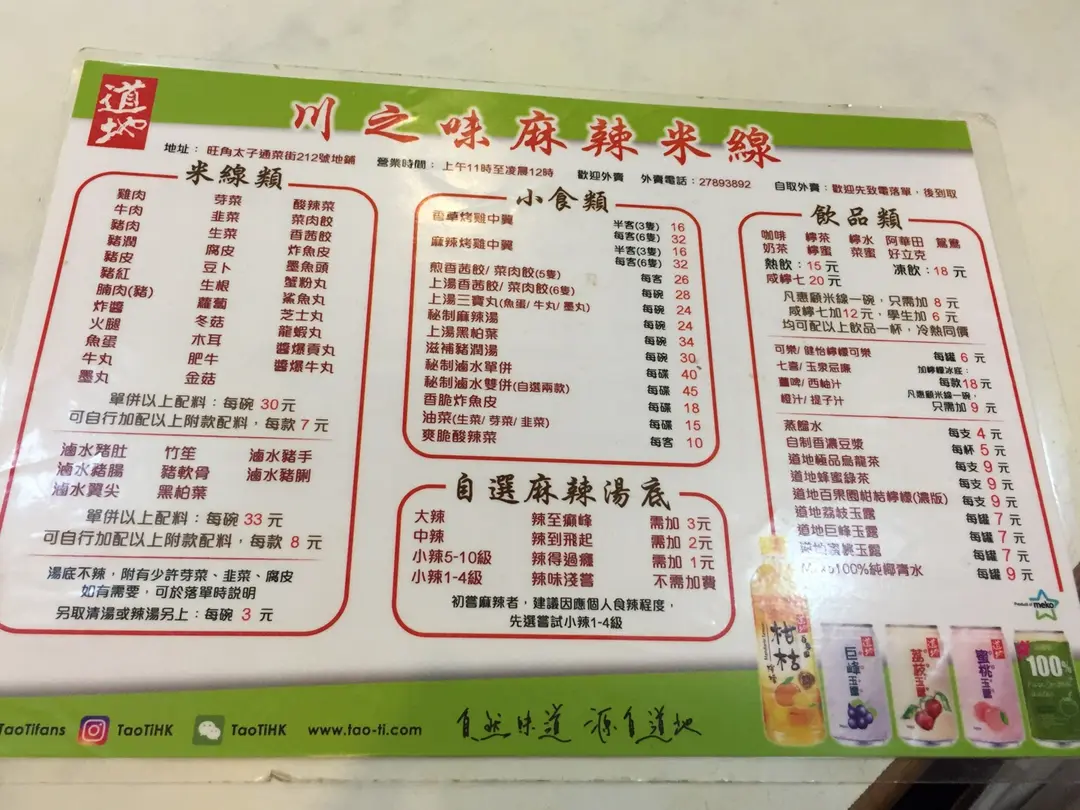 道地
川之味麻辣米線
地址：旺角太子通菜街212號地舖 營業時間：上午11時至凌晨12時 歡迎外賣 外賣電話：27893892 自取外賣：歡迎先致電落單，後到取
米線類
雞肉 芽菜 酸辣菜
牛肉 韭菜 菜肉餃
豬肉 生菜 香茜餃
豬潤 腐皮 炸魚皮
豬皮 豆卜 墨魚頭
豬紅 生根 蟹粉丸
腩肉(豬) 蘿蔔 鯊魚丸
炸醬 冬菇 芝士丸
火腿 木耳 龍蝦丸
魚蛋 肥牛 醬爆貢丸
牛丸 金菇 醬爆牛丸
墨丸
單併以上配料：每碗 30 元
可自行加配以上附款配料，每款 7 元
滷水豬肚 竹笙 滷水豬手
滷水豬腸 豬軟骨 滷水豬脷
滷水翼尖 黑柏葉
單併以上配料：每碗 33 元
可自行加配以上附款配料，每款 8 元
湯底不辣，附有少許芽菜、韭菜、腐皮
如有需要，可於落單時説明
另取清湯或辣湯另上：每碗 3 元
小食類
香草烤雞中翼 半客(3隻) 16
每客(6隻) 32
麻辣烤雞中翼 半客(3隻) 16
每客(6隻) 32
煎香茜餃/ 菜肉餃(5隻) 每客 26
上湯香茜餃/ 菜肉餃(6隻) 每碗 28
上湯三寶丸(魚蛋/ 牛丸/ 墨丸) 每碗 24
秘制麻辣湯 每碗 24
上湯黑柏葉 每碗 34
滋補豬潤湯 每碗 30
秘制滷水單併 每碟 40
秘制滷水雙併(自選兩款) 每碟 45
香脆炸魚皮 每碟 18
油菜(生菜/ 芽菜/ 韭菜) 每碟 15
爽脆酸辣菜 每客 10
自選麻辣湯底
大辣 辣至癲峰 需加 3元
中辣 辣到飛起 需加 2元
小辣5-10級 辣得過癮 需加 1元
小辣1-4級 辣味淺嘗 不需加費
初嘗麻辣者，建議因應個人食辣程度，
先選嘗試小辣1-4級
飲品類
咖啡 檸茶 檸水 阿華田 鴛鴦
奶茶 檸蜜 菜蜜 好立克
熱飲：15 元 凍飲：18 元
咸檸七 20 元
凡惠顧米線一碗，只需加 8 元
咸檸七加12元，學生加 6 元
均可配以上飲品一杯，冷熱同價
可樂/ 健怡檸檬可樂 每罐 6 元
七喜/ 玉泉忌廉 加檸檬冰底：
薑啤/ 西柚汁 每款18 元
橙汁/ 提子汁 凡惠顧米線一碗，
只需加 9 元
蒸餾水 每支 4 元
自制香濃豆漿 每杯 5 元
道地極品烏龍茶 每支 9 元
道地蜂蜜綠茶 每支 9 元
道地百果園柑桔檸檬(濃版) 每支 9 元
道地荔枝玉露 每罐 7 元
道地巨峰玉露 每罐 7 元
道地蜜桃玉露 每罐 7 元
100%純椰青水 每罐 9 元
Product of meko
柑桔
道地 巨峰玉露
道地 荔枝玉露
道地 蜜桃玉露
100%
TaoTifans TaoTiHK TaoTiHK www.tao-ti.com 自然味道 源自道地